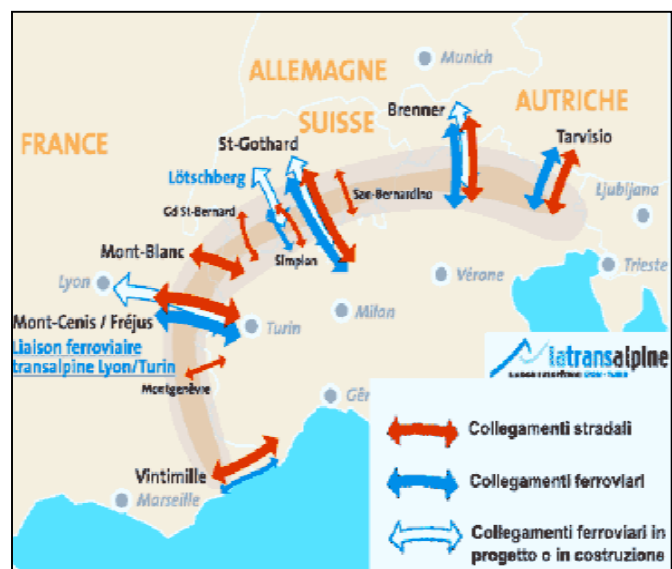 Munich
ALLEMAGNE
Brenner
AUTRICHE
FRANCE
SUISSE
St-Gothard
Tarvisio
Lötschberg
San-Bernardino
Ljubljana
Gd St-Bernard
Mont-Blanc
Simplon
Lyon
Vérone
Trieste
Milan
Mont-Cenis / Fréjus
Turin
Liaison ferroviaire
transalpine Lyon/Turin
latransalpine
Montgenèvre
Gên
Collegamenti stradali
Vintimille
Collegamenti ferroviari
Marseille
Collegamenti ferroviari in
progetto o in costruzione